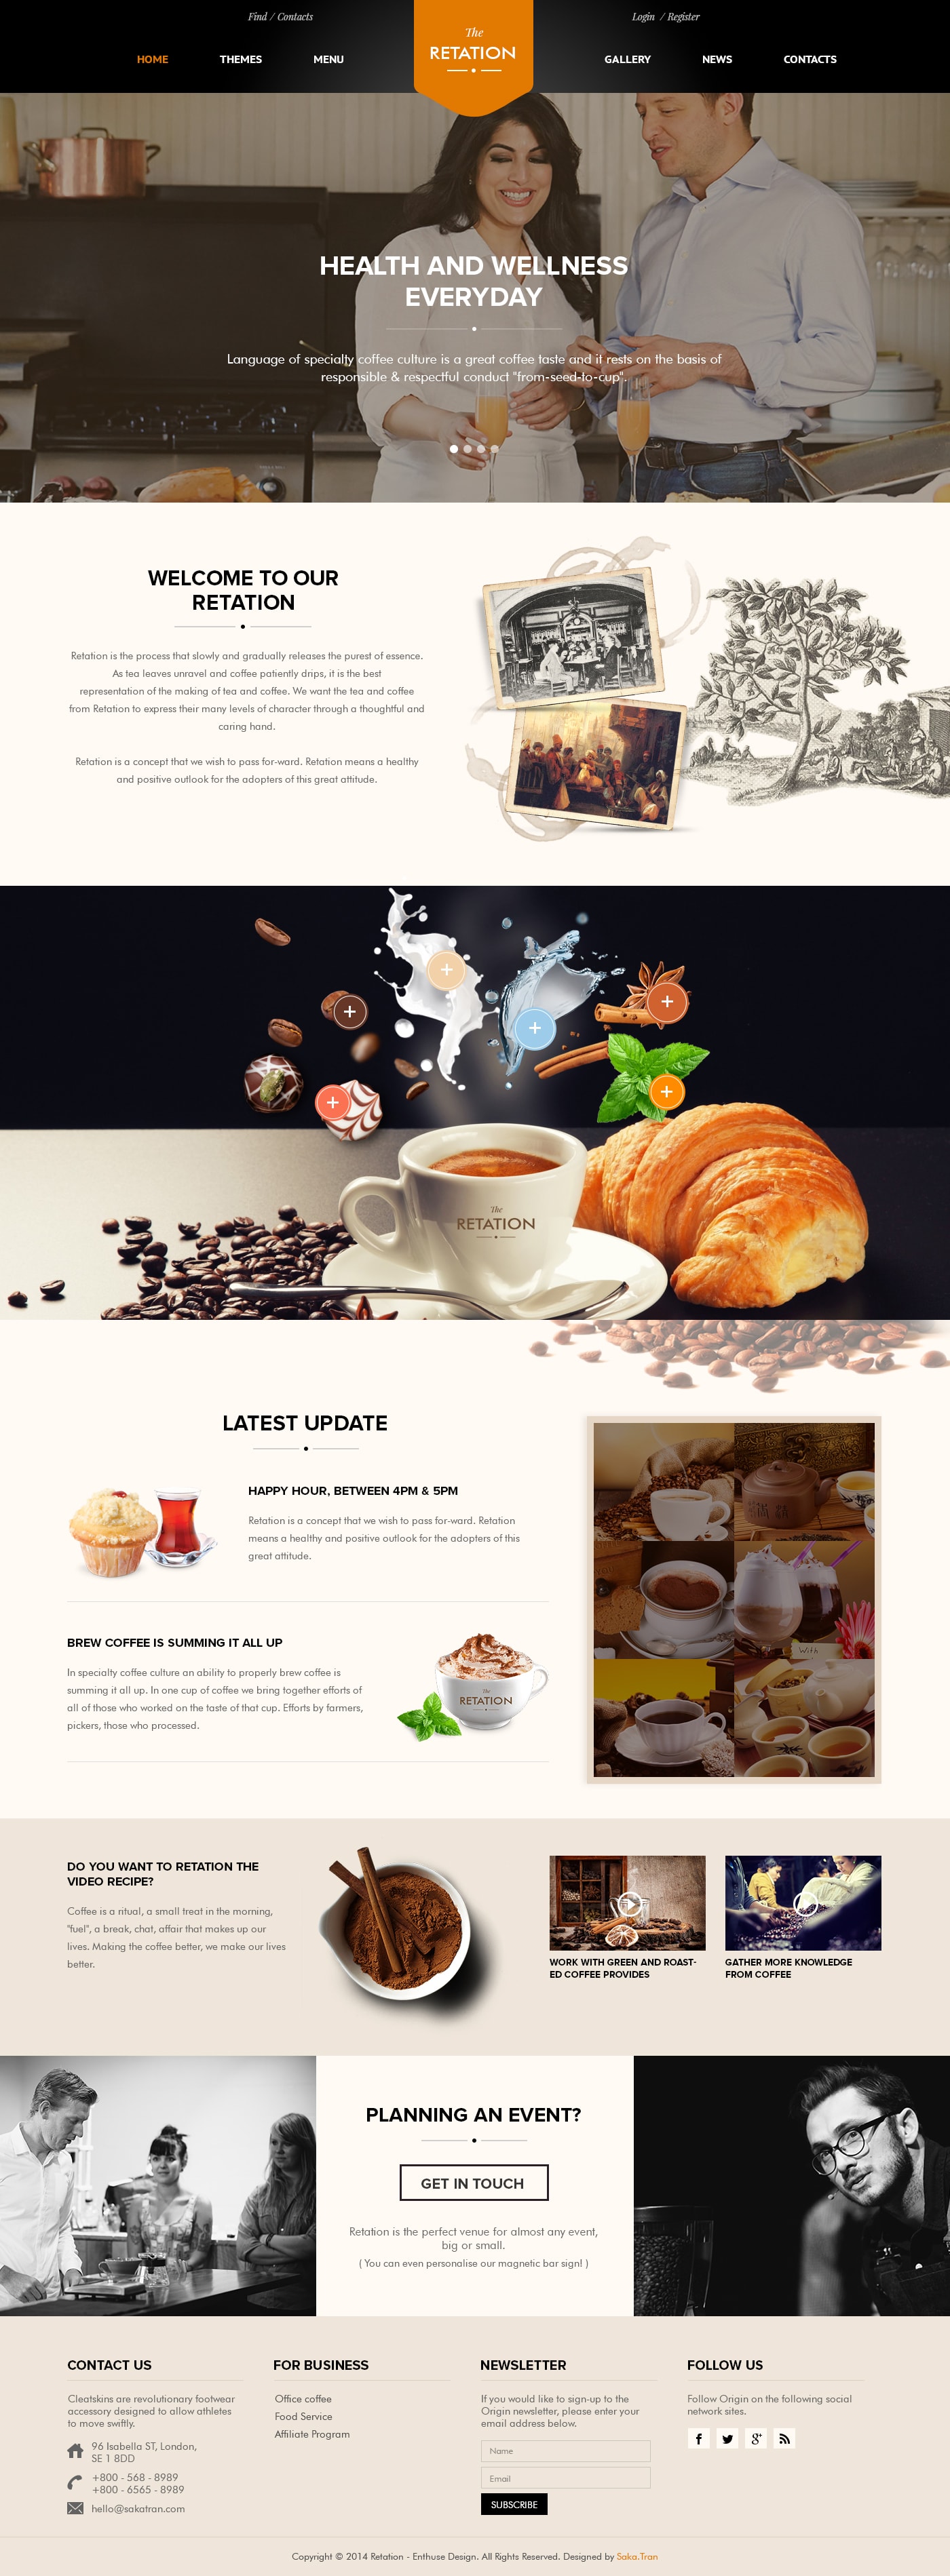 Find / Contacts
Login / Register
HOME
THEMES
MENU
The
RETATION
GALLERY
NEWS
CONTACTS
HEALTH AND WELLNESS
EVERYDAY
Language of specialty coffee culture is a great coffee taste and it rests on the basis of
responsible & respectful conduct "from-seed-to-cup".
WELCOME TO OUR
RETATION
Retation is the process that slowly and gradually releases the purest of essence.
As tea leaves unravel and coffee patiently drips, it is the best
representation of the making of tea and coffee. We want the tea and coffee
from Retation to express their many levels of character through a thoughtful and
caring hand.
Retation is a concept that we wish to pass for-ward. Retation means a healthy
and positive outlook for the adopters of this great attitude.
The
RETATION
LATEST UPDATE
HAPPY HOUR, BETWEEN 4PM & 5PM
Retation is a concept that we wish to pass for-ward. Retation
means a healthy and positive outlook for the adopters of this
great attitude.
BREW COFFEE IS SUMMING IT ALL UP
In specialty coffee culture an ability to properly brew coffee is
summing it all up. In one cup of coffee we bring together efforts of
all of those who worked on the taste of that cup. Efforts by farmers,
pickers, those who processed.
The
RETATION
With
DO YOU WANT TO RETATION THE
VIDEO RECIPE?
Coffee is a ritual, a small treat in the morning,
"fuel", a break, chat, affair that makes up our
lives. Making the coffee better, we make our lives
better.
WORK WITH GREEN AND ROAST-
ED COFFEE PROVIDES
GATHER MORE KNOWLEDGE
FROM COFFEE
PLANNING AN EVENT?
GET IN TOUCH
Retation is the perfect venue for almost any event,
big or small.
( You can even personalise our magnetic bar sign! )
CONTACT US
Cleatskins are revolutionary footwear
accessory designed to allow athletes
to move swiftly.
96 Isabella ST, London,
SE 1 8DD
+800 - 568 - 8989
+800 - 6565 - 8989
hello@sakatran.com
FOR BUSINESS
Office coffee
Food Service
Affiliate Program
NEWSLETTER
If you would like to sign-up to the
Origin newsletter, please enter your
email address below.
Name
Email
SUBSCRIBE
FOLLOW US
Follow Origin on the following social
network sites.
Copyright © 2014 Retation - Enthuse Design. All Rights Reserved. Designed by Saka.Tran